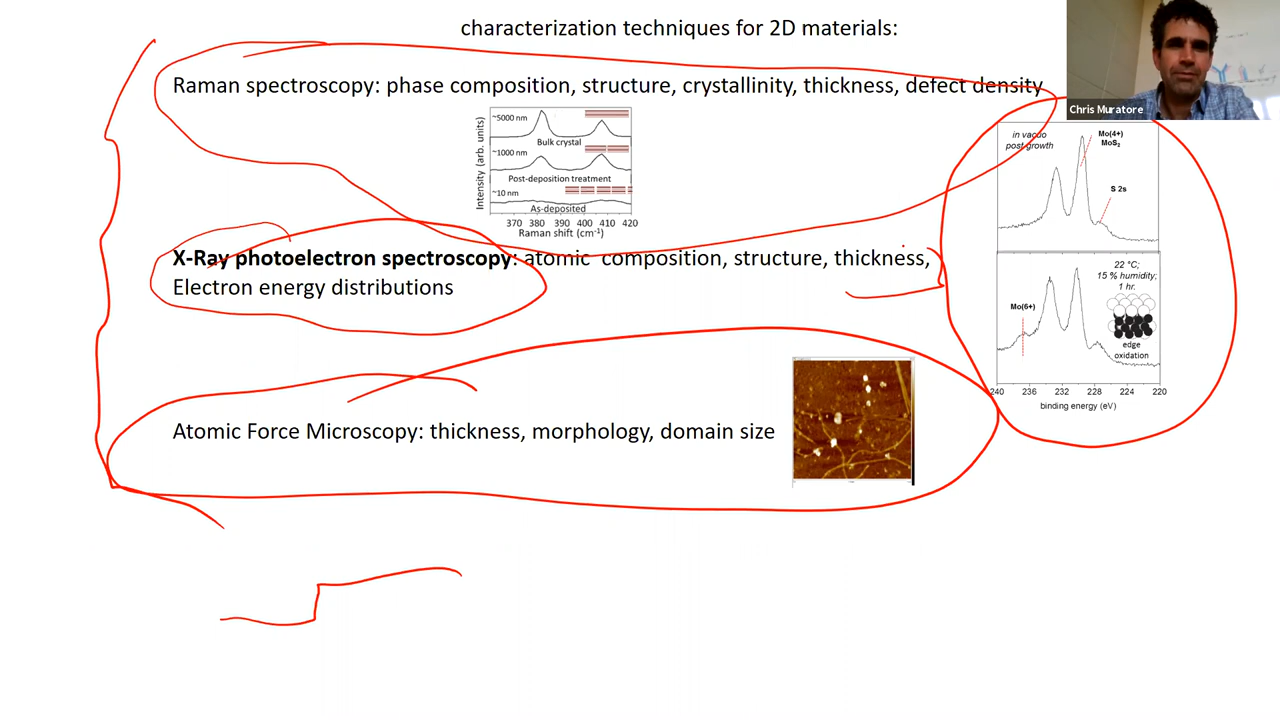 characterization techniques for 2D materials:
Chris Muratore
Raman spectroscopy: phase composition, structure, crystallinity, thickness, defect density
Intensity (arb. units)
~5000 nm
Bulk crystal
~1000 nm
Post-deposition treatment
~10 nm
As-deposited
370 380 390 400 410 420
Raman shift (cm⁻¹)
in vacuo
post growth
Mo(4+)
MoS₂
S 2s
X-Ray photoelectron spectroscopy: atomic composition, structure, thickness,
Electron energy distributions
22 °C;
15 % humidity;
1 hr.
Mo(6+)
edge
oxidation
240 236 232 228 224 220
binding energy (eV)
Atomic Force Microscopy: thickness, morphology, domain size